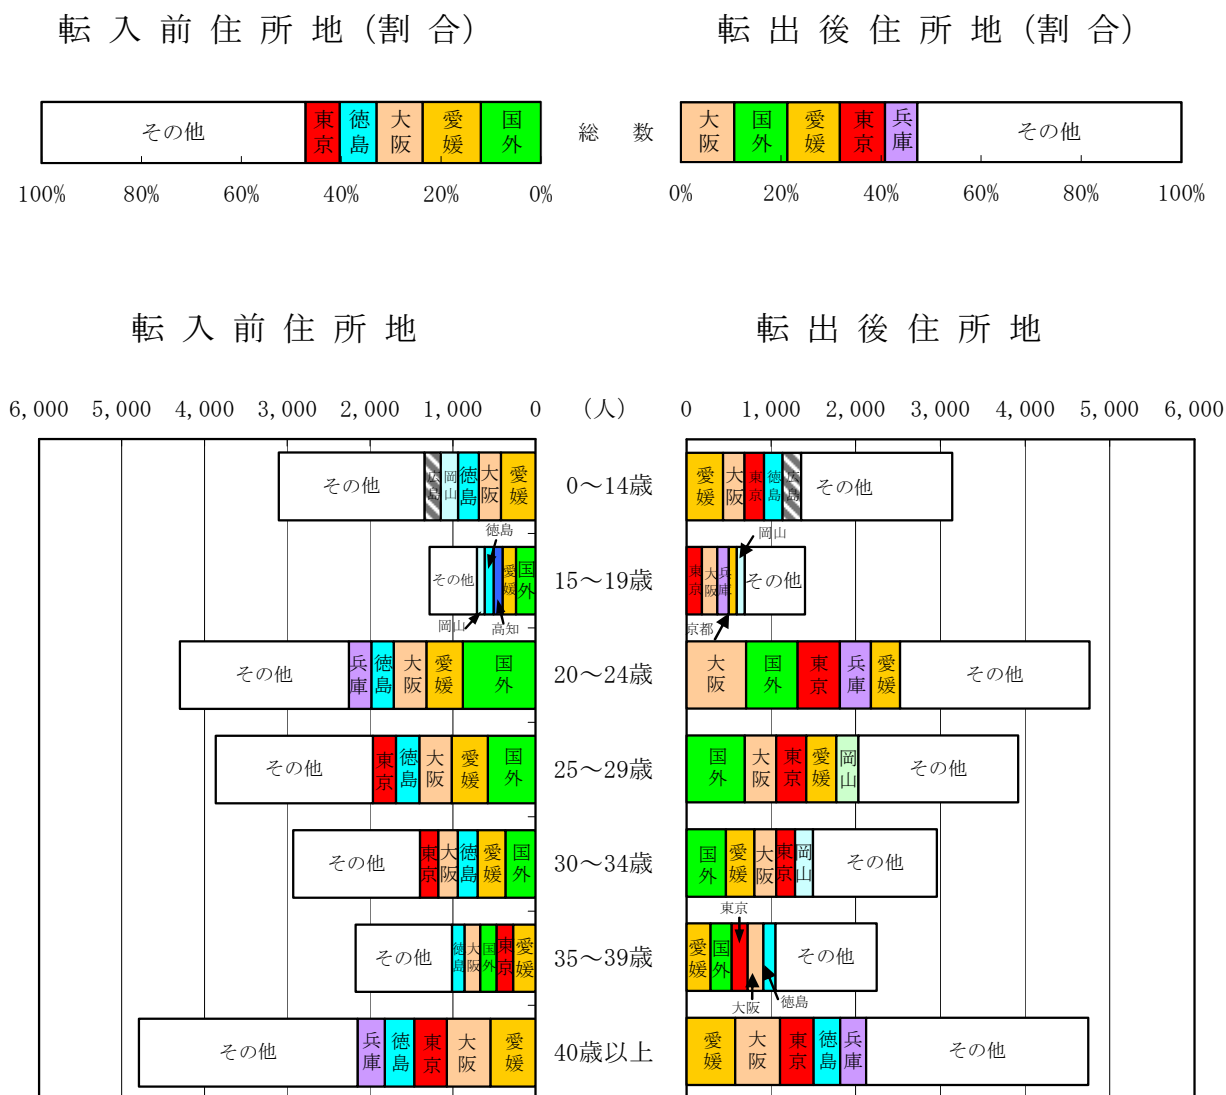 転入前住所地(割合) 転出後住所地(割合)
その他 東京 徳島 大阪 愛媛 国外 総数 大阪 国外 愛媛 東京 兵庫 その他
100% 80% 60% 40% 20% 0% 0% 20% 40% 60% 80% 100%
転入前住所地 転出後住所地
6,000 5,000 4,000 3,000 2,000 1,000 0 (人) 0 1,000 2,000 3,000 4,000 5,000 6,000
その他 広島 岡山 徳島 大阪 愛媛 0～14歳 愛媛 大阪 東京 徳島 広島 その他
徳島 岡山
その他 愛媛 国外 15～19歳 東京 大阪 兵庫 その他
岡山 高知 京都
その他 兵庫 徳島 大阪 愛媛 国外 20～24歳 大阪 国外 東京 兵庫 愛媛 その他
その他 東京 徳島 大阪 愛媛 国外 25～29歳 国外 大阪 東京 愛媛 岡山 その他
その他 東京 大阪 徳島 愛媛 国外 30～34歳 国外 愛媛 大阪 東京 岡山 その他
東京
その他 徳島 大阪 国外 東京 愛媛 35～39歳 愛媛 国外 その他
大阪 徳島
その他 兵庫 徳島 東京 大阪 愛媛 40歳以上 愛媛 大阪 東京 徳島 兵庫 その他